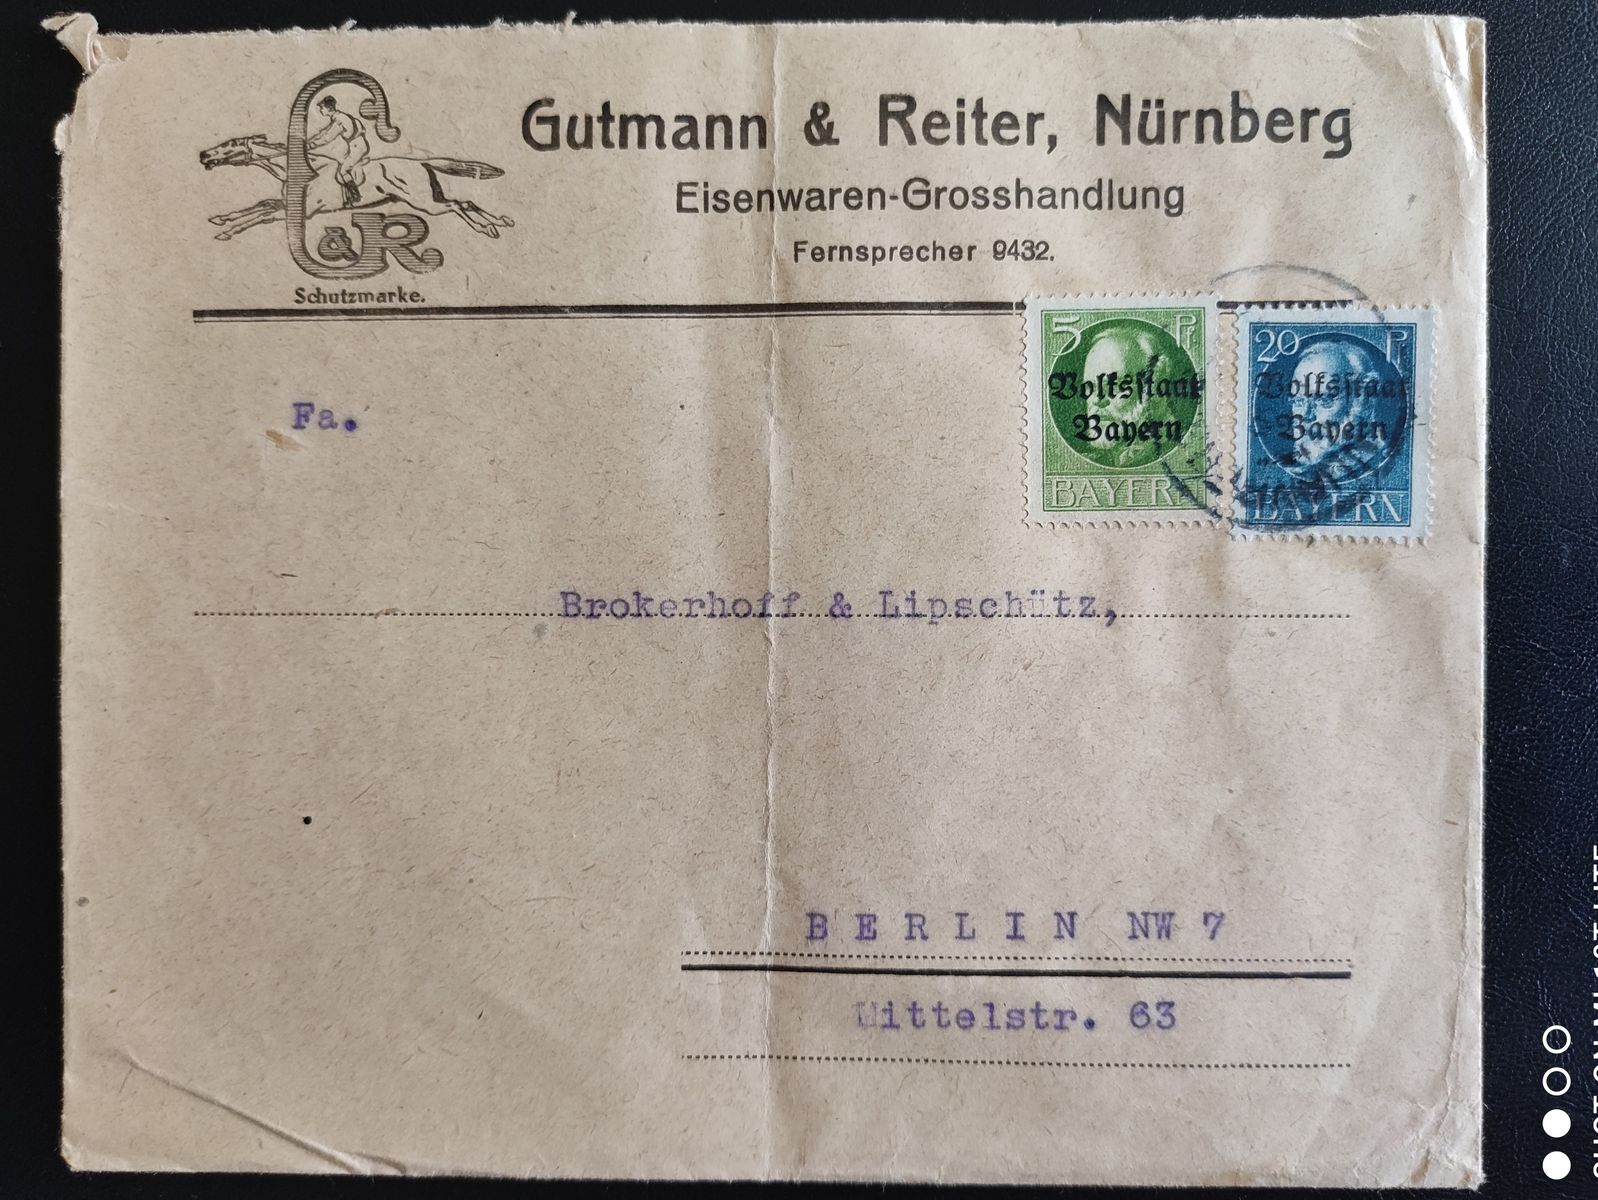 G & R
Schutzmarke.
Gutmann & Reiter, Nürnberg
Eisenwaren-Grosshandlung
Fernsprecher 9432.
5 Pf
Volksstaat
Bayern
BAYERN
20 Pf
Volksstaat
Bayern
BAYERN
Fa.
Brokerhoff & Lipschütz,
BERLIN NW 7
Mittelstr. 63